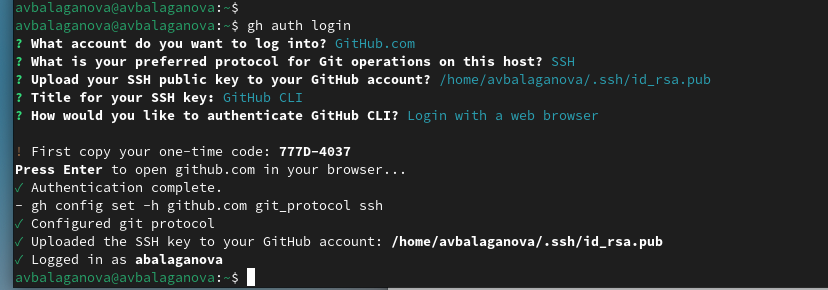 avbalaganova@avbalaganova:~$
avbalaganova@avbalaganova:~$ gh auth login
? What account do you want to log into? GitHub.com
? What is your preferred protocol for Git operations on this host? SSH
? Upload your SSH public key to your GitHub account? /home/avbalaganova/.ssh/id_rsa.pub
? Title for your SSH key: GitHub CLI
? How would you like to authenticate GitHub CLI? Login with a web browser
! First copy your one-time code: 777D-4037
Press Enter to open github.com in your browser...
✓ Authentication complete.
- gh config set -h github.com git_protocol ssh
✓ Configured git protocol
✓ Uploaded the SSH key to your GitHub account: /home/avbalaganova/.ssh/id_rsa.pub
✓ Logged in as abalaganova
avbalaganova@avbalaganova:~$